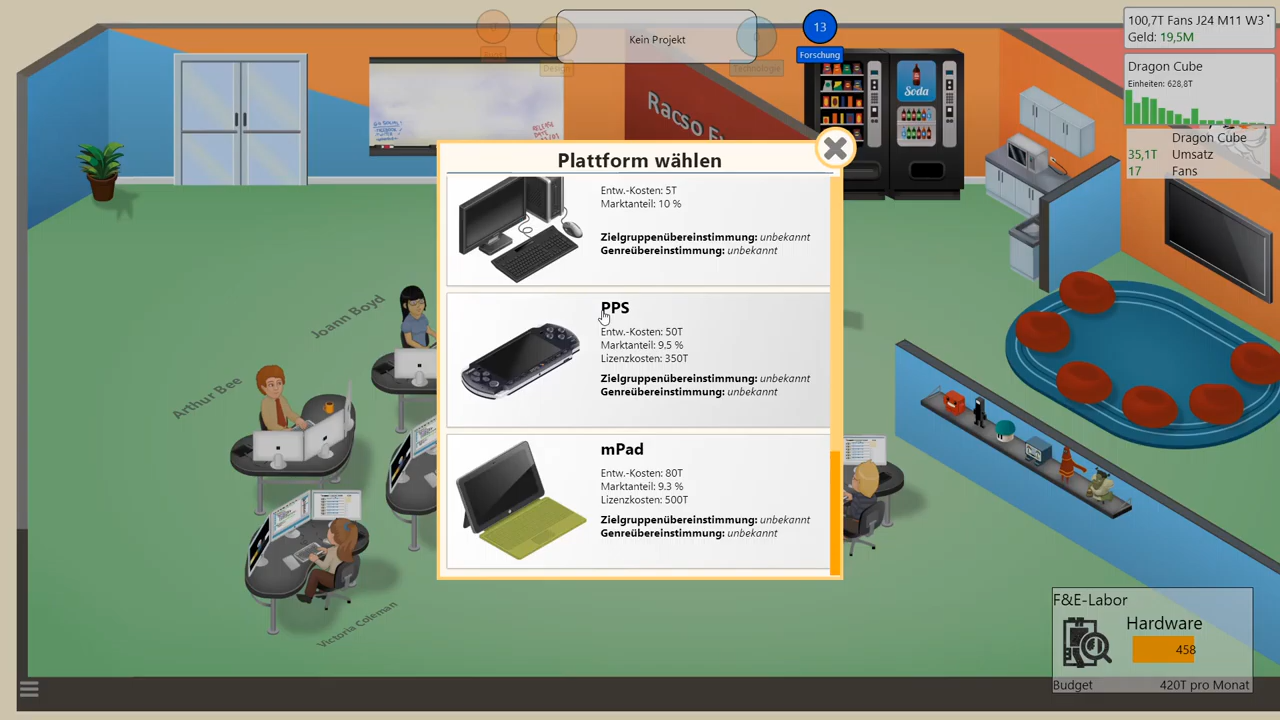 Kein Projekt
13
Forschung
100,7T Fans J24 M11 W3
Geld: 19,5M
Dragon Cube
Einheiten: 628,8T
Dragon Cube
35,1T Umsatz
17 Fans
Racso
Soda
Plattform wählen
Entw.-Kosten: 5T
Marktanteil: 10 %
Zielgruppenübereinstimmung: unbekannt
Genreübereinstimmung: unbekannt
PPS
Entw.-Kosten: 50T
Marktanteil: 9.5 %
Lizenzkosten: 350T
Zielgruppenübereinstimmung: unbekannt
Genreübereinstimmung: unbekannt
mPad
Entw.-Kosten: 80T
Marktanteil: 9.3 %
Lizenzkosten: 500T
Zielgruppenübereinstimmung: unbekannt
Genreübereinstimmung: unbekannt
Joann Boyd
Arthur Bee
Victoria Coleman
F&E-Labor
Hardware
458
Budget 420T pro Monat